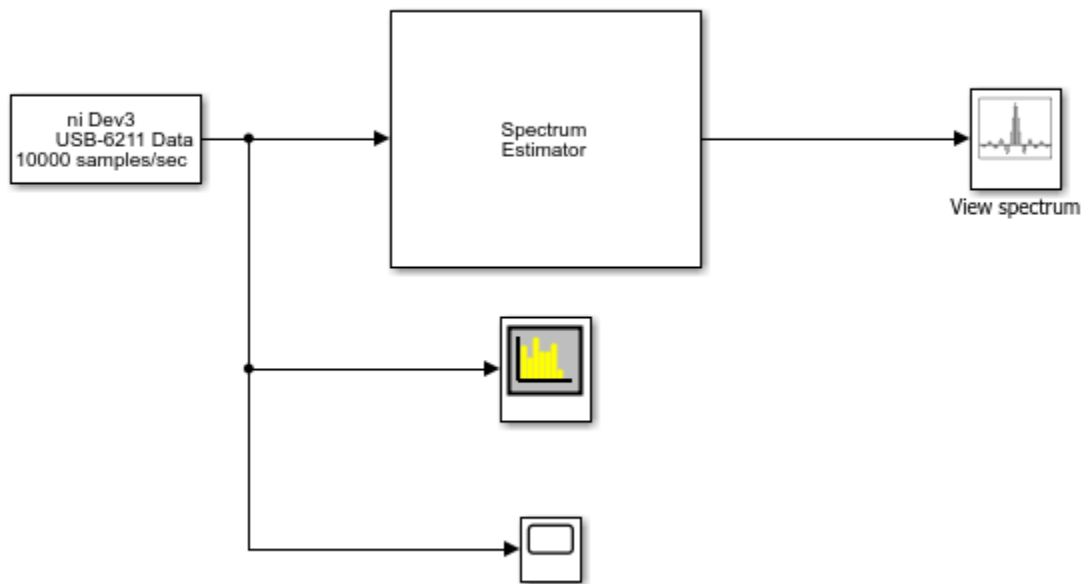 ni Dev3
USB-6211 Data
10000 samples/sec
Spectrum
Estimator
View spectrum